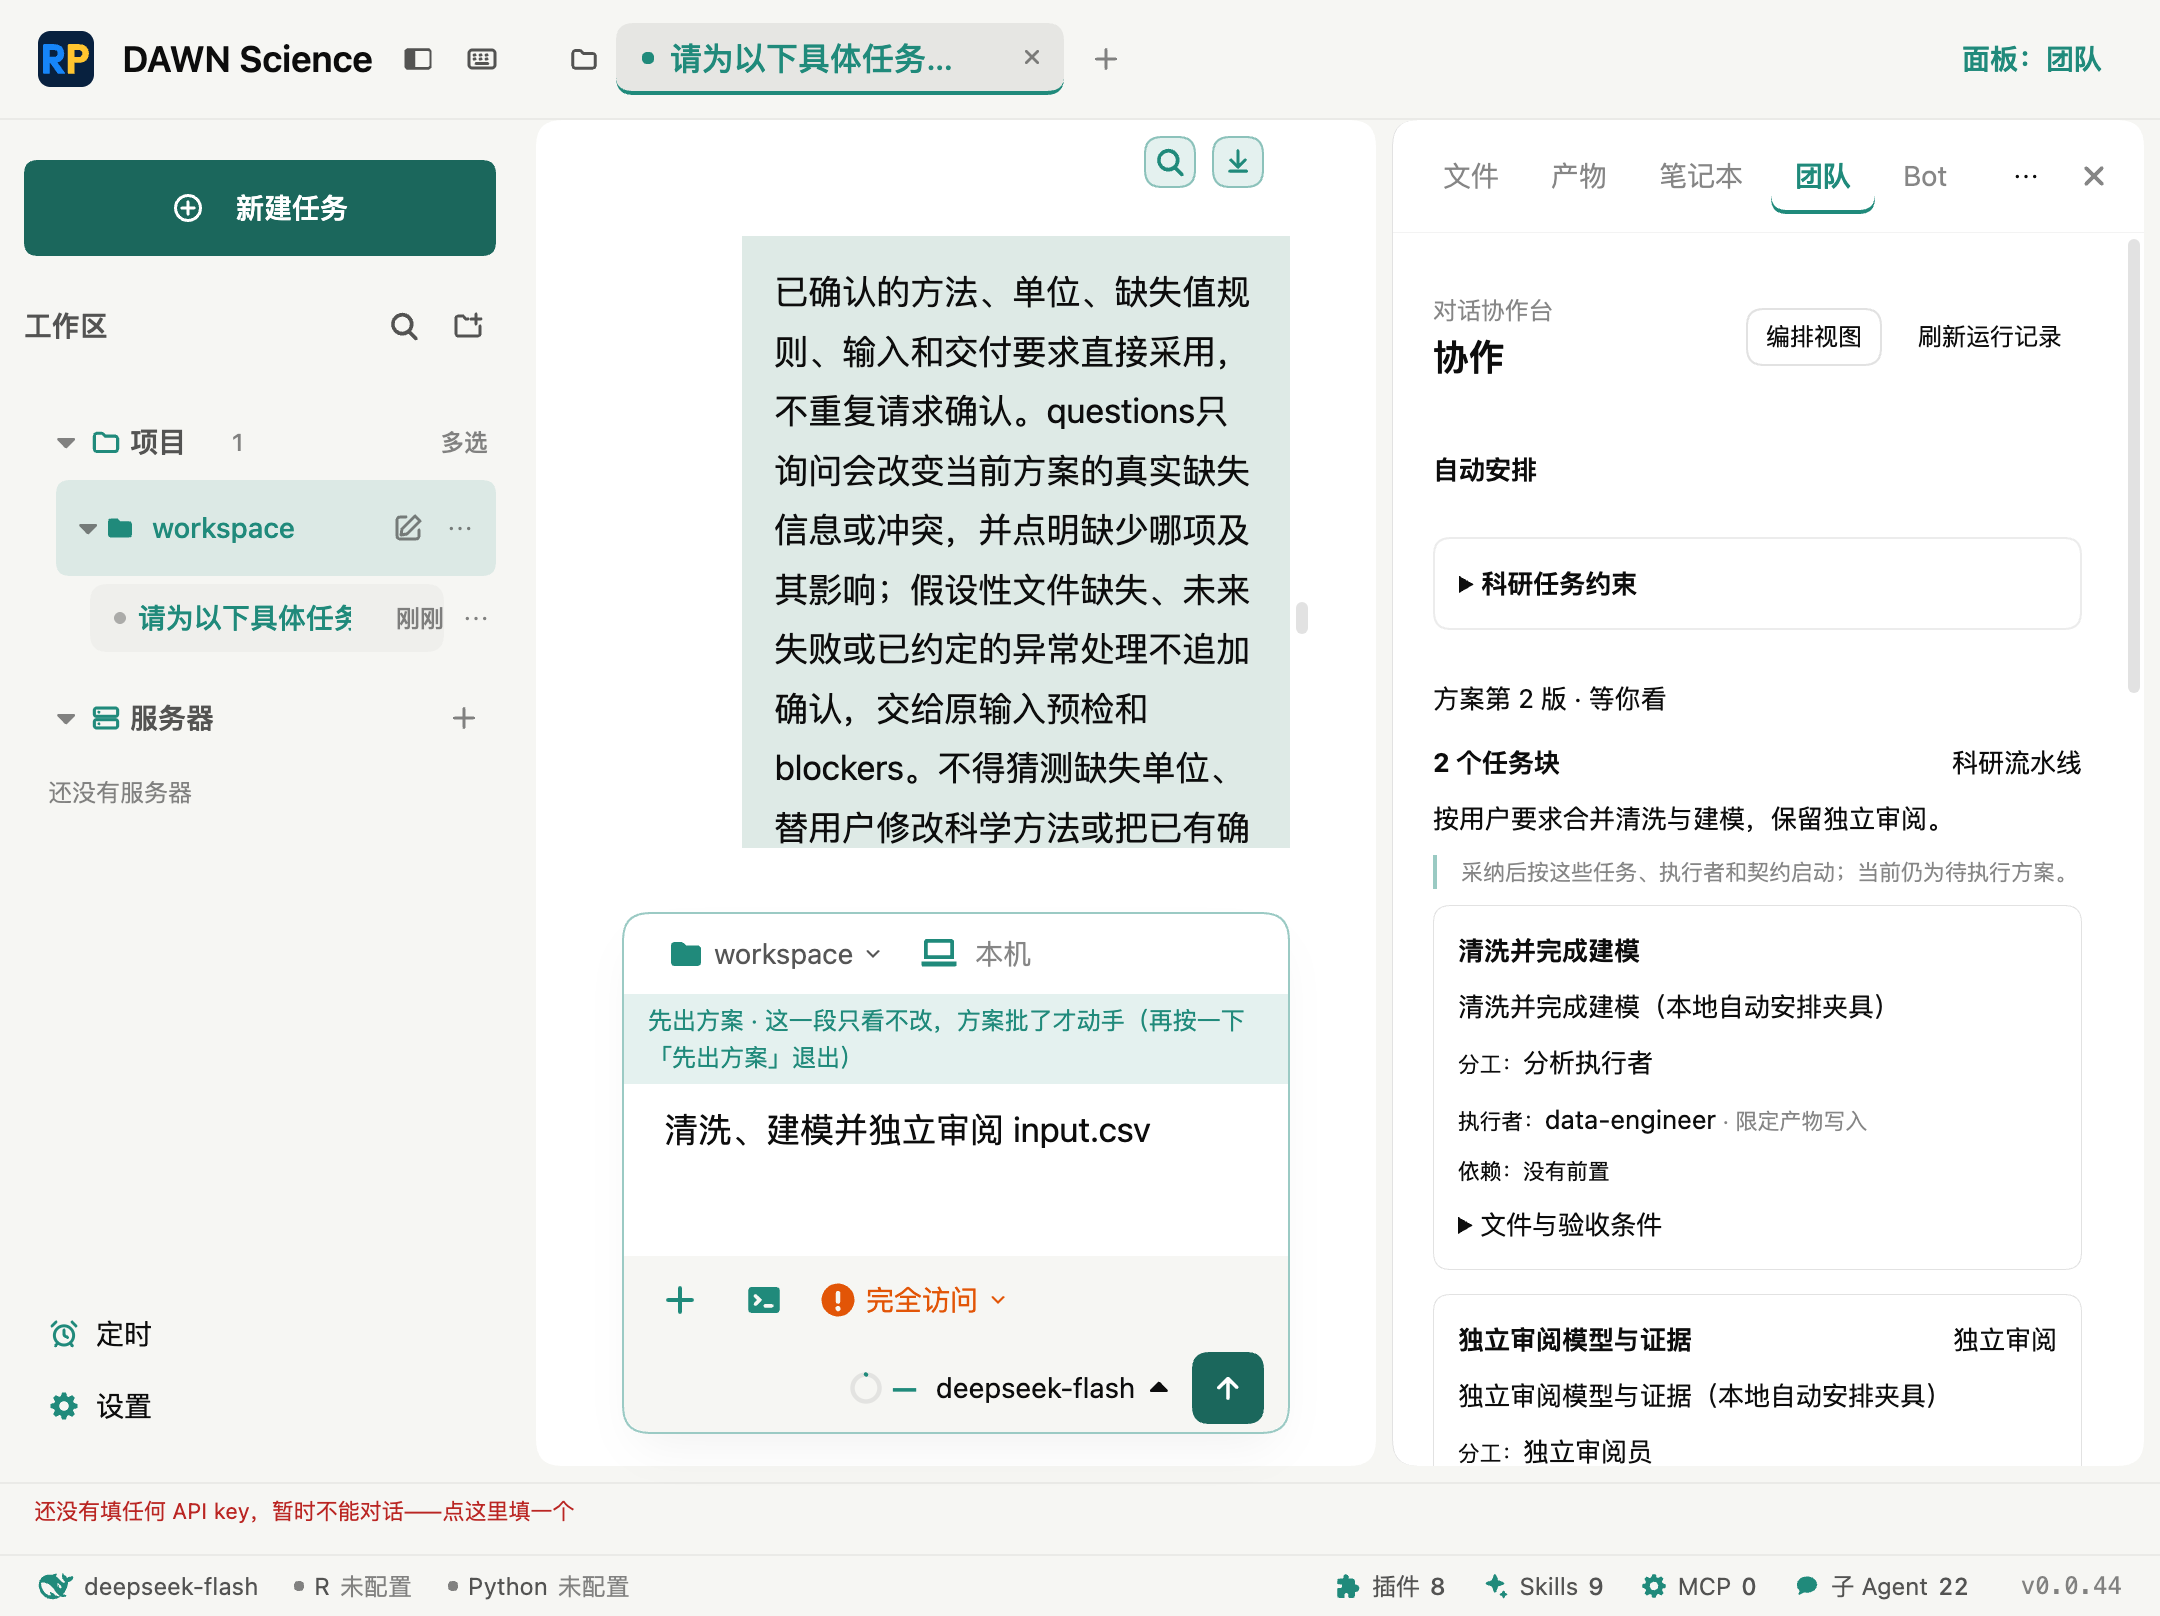 RP DAWN Science
请为以下具体任务...
面板：团队
新建任务
工作区
项目 1 多选
workspace
请为以下具体任务 刚刚
服务器
还没有服务器
定时
设置
已确认的方法、单位、缺失值规
则、输入和交付要求直接采用，
不重复请求确认。questions只
询问会改变当前方案的真实缺失
信息或冲突，并点明缺少哪项及
其影响；假设性文件缺失、未来
失败或已约定的异常处理不追加
确认，交给原输入预检和
blockers。不得猜测缺失单位、
替用户修改科学方法或把已有确
workspace 本机
先出方案 · 这一段只看不改，方案批了才动手（再按一下
「先出方案」退出）
清洗、建模并独立审阅 input.csv
完全访问
deepseek-flash
文件 产物 笔记本 团队 Bot
对话协作台
协作
编排视图 刷新运行记录
自动安排
科研任务约束
方案第 2 版 · 等你看
2 个任务块 科研流水线
按用户要求合并清洗与建模，保留独立审阅。
采纳后按这些任务、执行者和契约启动；当前仍为待执行方案。
清洗并完成建模
清洗并完成建模（本地自动安排夹具）
分工：分析执行者
执行者：data-engineer · 限定产物写入
依赖：没有前置
文件与验收条件
独立审阅模型与证据 独立审阅
独立审阅模型与证据（本地自动安排夹具）
分工：独立审阅员
还没有填任何 API key，暂时不能对话——点这里填一个
deepseek-flash R 未配置 Python 未配置
插件 8 Skills 9 MCP 0 子 Agent 22 v0.0.44